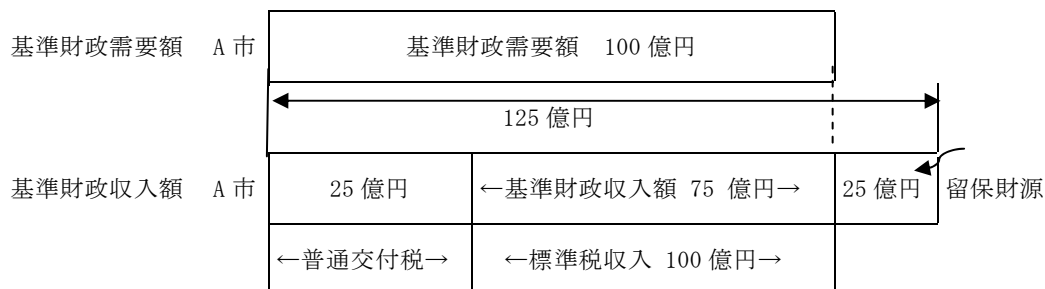 基準財政需要額 A市 基準財政需要額 100億円
125億円
基準財政収入額 A市 25億円 ←基準財政収入額 75 億円→ 25億円 留保財源
←普通交付税→ ←標準税収入 100億円→